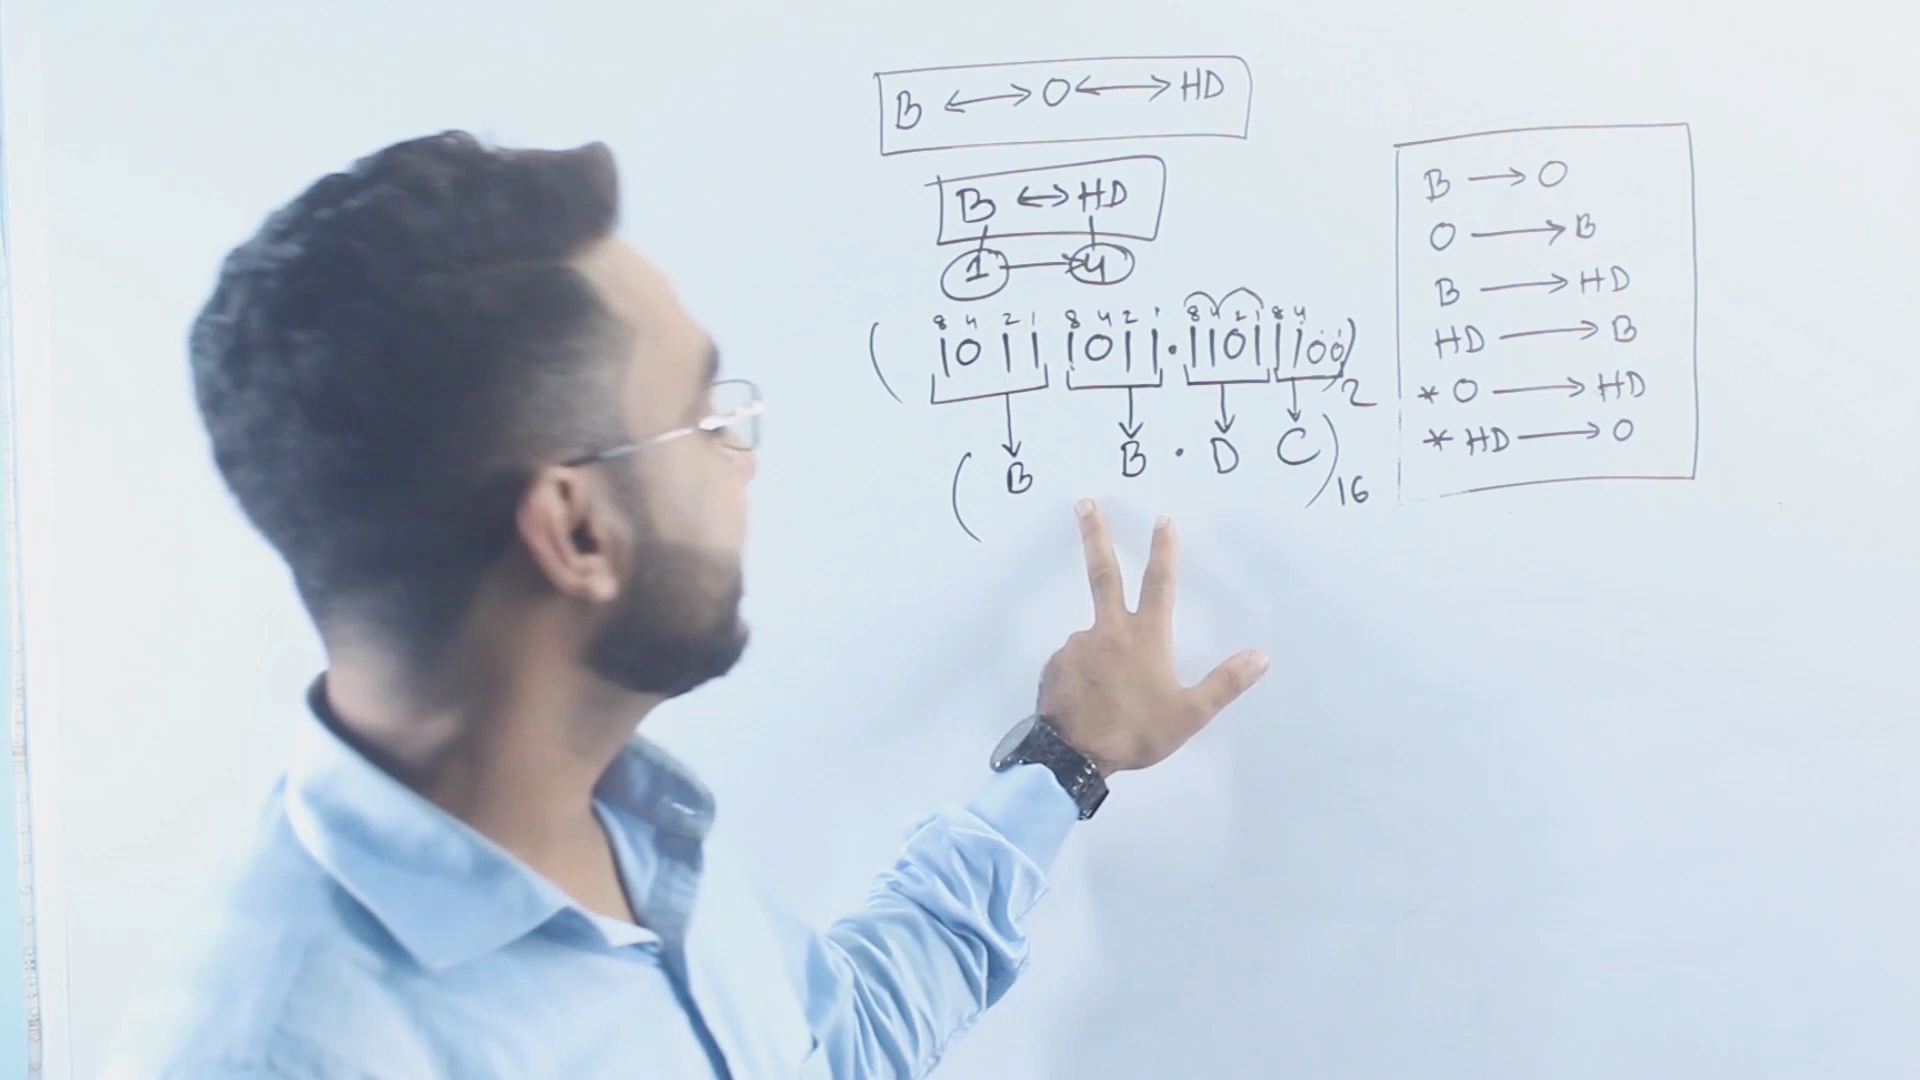 B ⟷ O ⟷ HD
B ↔ HD
1 → 4
8 4 2 1 8 4 2 1 8 4 2 1 8 4
(1011 1011.1101 1100)2
(B B . D C)16
B → O
O → B
B → HD
HD → B
* O → HD
* HD → O